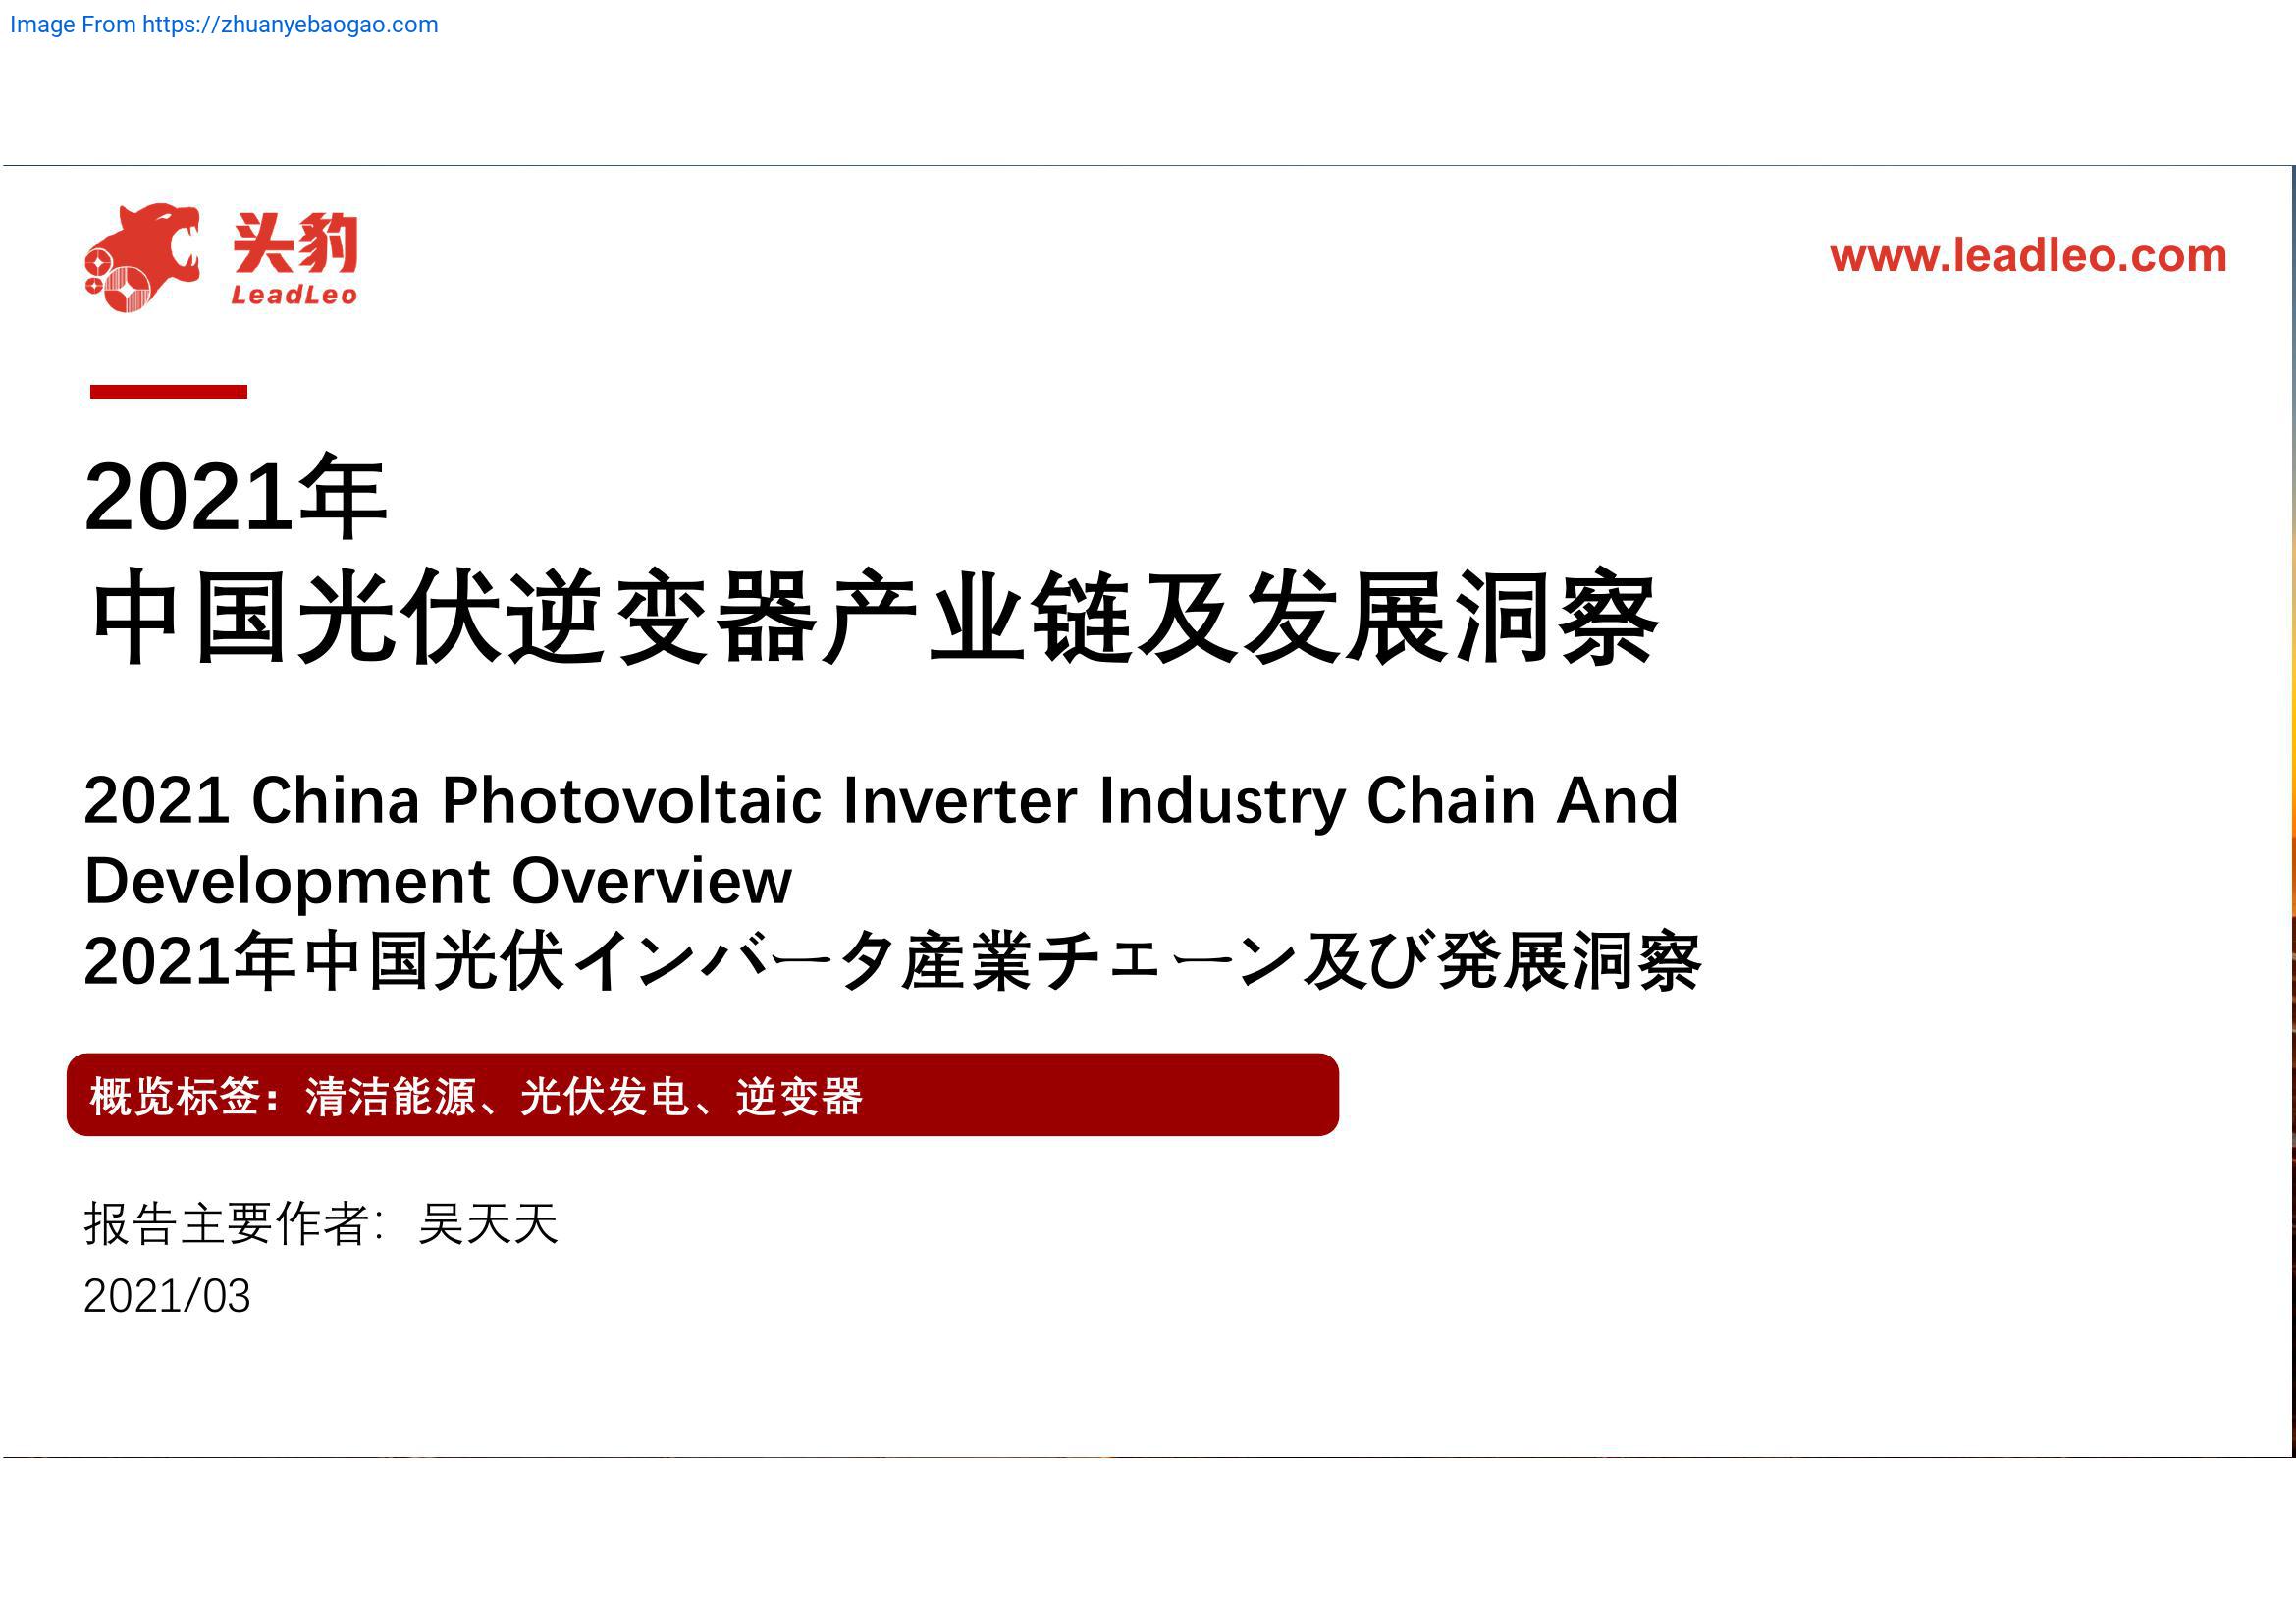 Image From https://zhuanyebaogao.com
头豹
LeadLeo
www.leadleo.com
2021年
中国光伏逆变器产业链及发展洞察
2021 China Photovoltaic Inverter Industry Chain And
Development Overview
2021年中国光伏インバータ産業チェーン及び発展洞察
概览标签：清洁能源、光伏发电、逆变器
报告主要作者：吴天天
2021/03